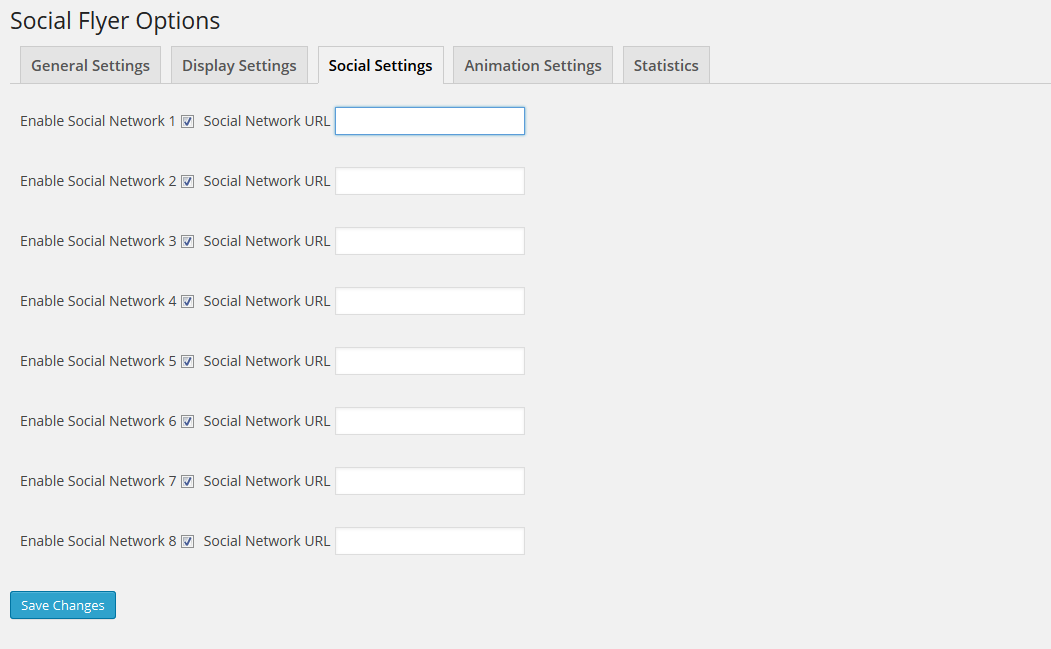 Social Flyer Options
General Settings Display Settings Social Settings Animation Settings Statistics
Enable Social Network 1 Social Network URL
Enable Social Network 2 Social Network URL
Enable Social Network 3 Social Network URL
Enable Social Network 4 Social Network URL
Enable Social Network 5 Social Network URL
Enable Social Network 6 Social Network URL
Enable Social Network 7 Social Network URL
Enable Social Network 8 Social Network URL
Save Changes